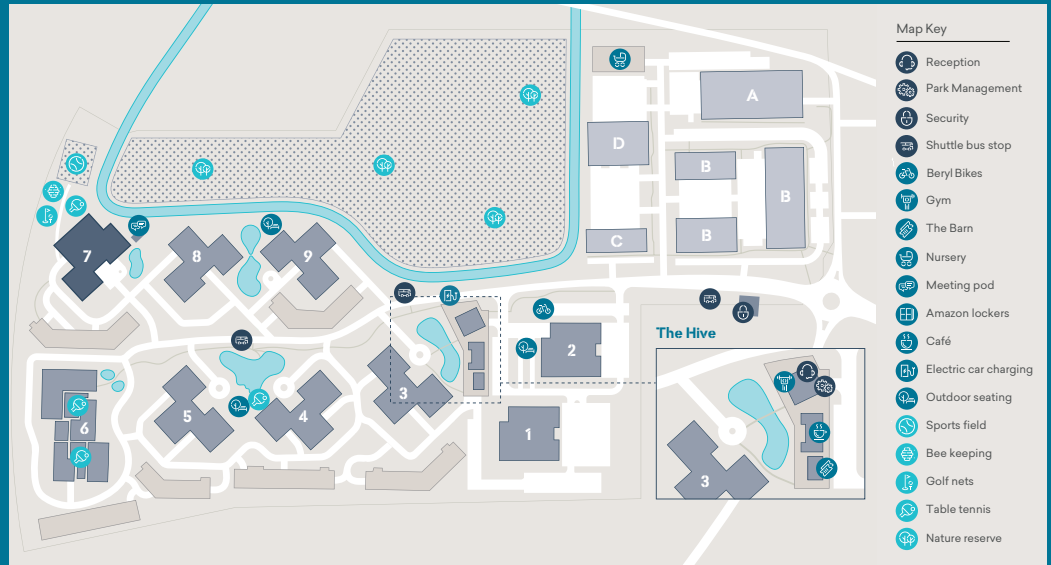 Map Key
Reception
Park Management
Security
Shuttle bus stop
Beryl Bikes
Gym
The Barn
Nursery
Meeting pod
Amazon lockers
Café
Electric car charging
Outdoor seating
Sports field
Bee keeping
Golf nets
Table tennis
Nature reserve
A
D
B
B
C
B
7
8
9
The Hive
2
3
5
4
6
1
3